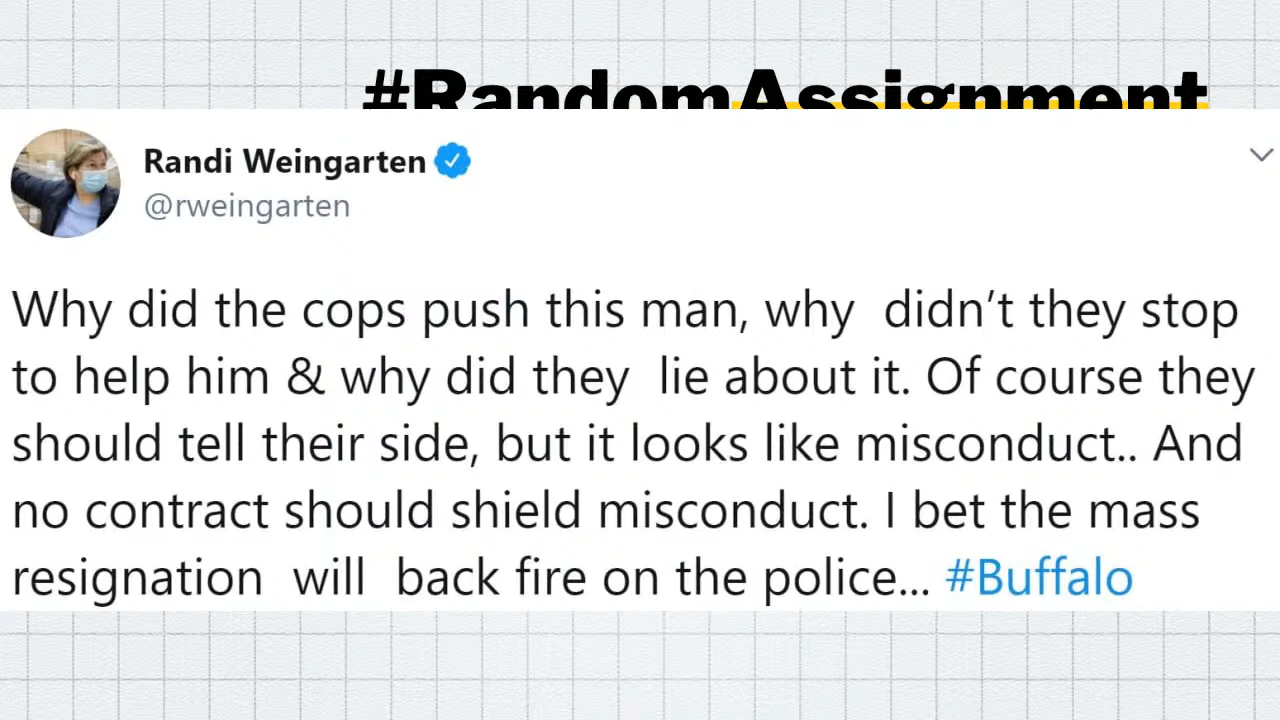 #RandomAssignment
Randi Weingarten
@rweingarten
Why did the cops push this man, why didn’t they stop
to help him & why did they lie about it. Of course they
should tell their side, but it looks like misconduct.. And
no contract should shield misconduct. I bet the mass
resignation will back fire on the police... #Buffalo